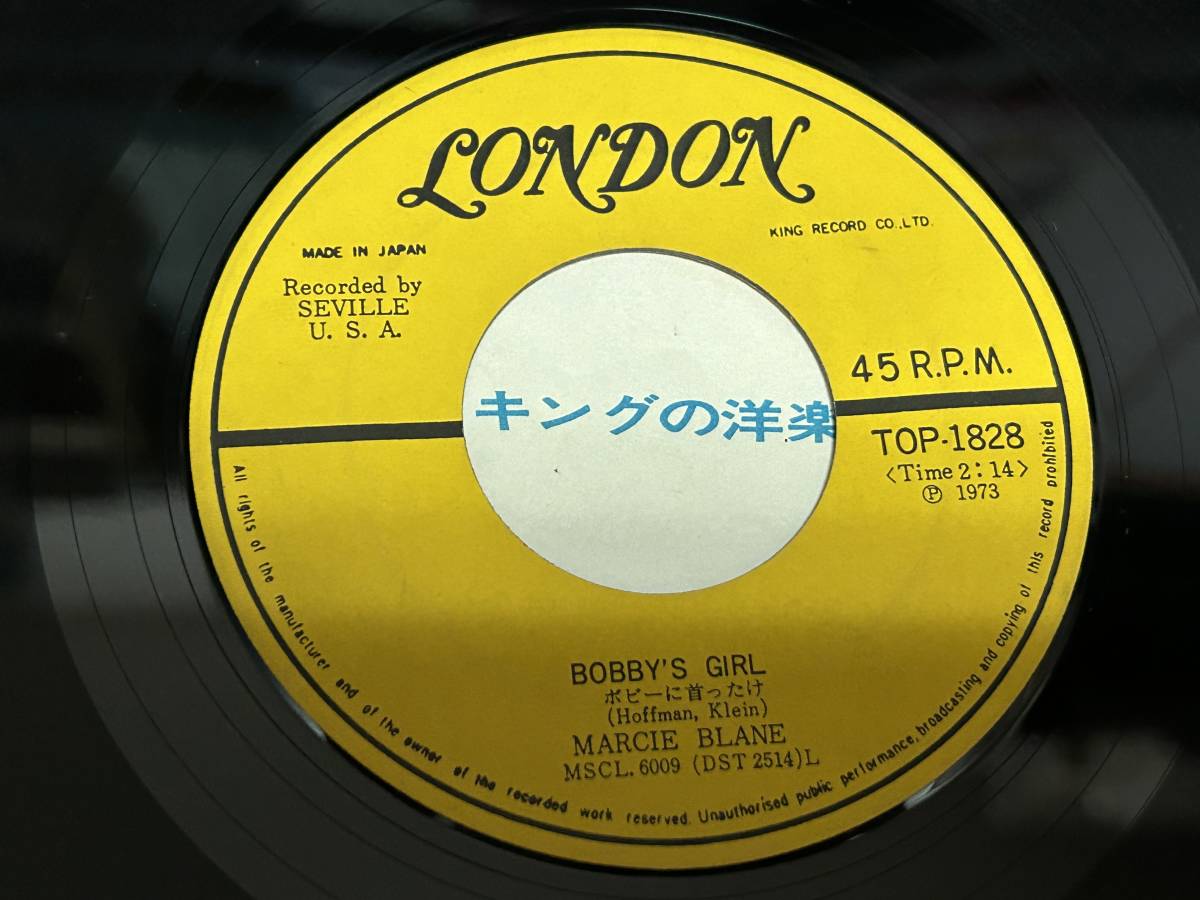 LONDON
KING RECORD CO.,LTD.
MADE IN JAPAN
Recorded by
SEVILLE
U. S. A.
45 R.P.M.
キングの洋楽
TOP-1828
〈Time 2:14〉
Ⓟ 1973
BOBBY'S GIRL
ボビーに首ったけ
(Hoffman, Klein)
MARCIE BLANE
MSCL. 6009 (DST 2514)L
All rights of the manufacturer and of the owner of the recorded work reserved. Unauthorised public performance, broadcasting and copying of this record prohibited